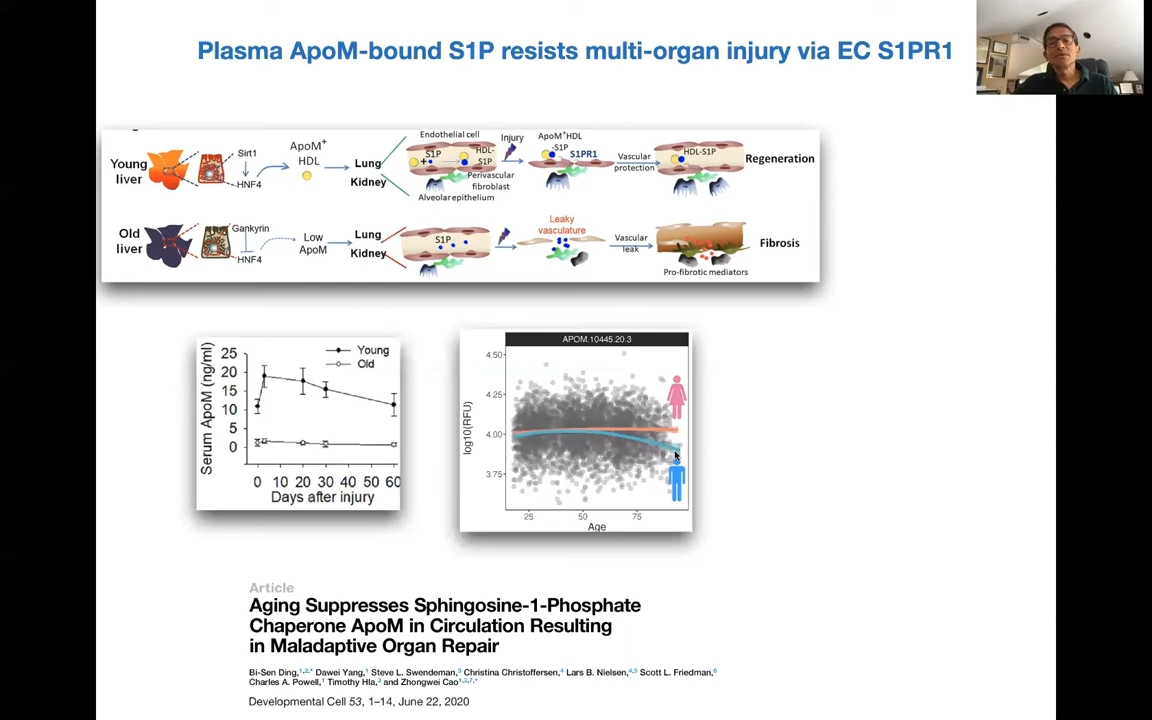 Plasma ApoM-bound S1P resists multi-organ injury via EC S1PR1
Young
liver
Sirt1
HNF4
ApoM+
HDL
Lung
Kidney
Endothelial cell
S1P
+
HDL-
S1P
Perivascular
fibroblast
Alveolar epithelium
Injury
ApoM+HDL
-S1P
S1PR1
Vascular
protection
HDL-S1P
Regeneration
Old
liver
Gankyrin
HNF4
Low
ApoM
Lung
Kidney
S1P
Leaky
vasculature
Vascular
leak
Pro-fibrotic mediators
Fibrosis
Serum ApoM (ng/ml)
25
20
15
10
5
0
Young
Old
0 10 20 30 40 50 60
Days after injury
APOM.10445.20.3
log10(RFU)
4.50
4.25
4.00
3.75
25 50 75
Age
Article
Aging Suppresses Sphingosine-1-Phosphate
Chaperone ApoM in Circulation Resulting
in Maladaptive Organ Repair
Bi-Sen Ding,1,2,* Dawei Yang,1 Steve L. Swendeman,3 Christina Christoffersen,4 Lars B. Nielsen,4,5 Scott L. Friedman,6
Charles A. Powell,1 Timothy Hla,3 and Zhongwei Cao1,2,7,*
Developmental Cell 53, 1–14, June 22, 2020